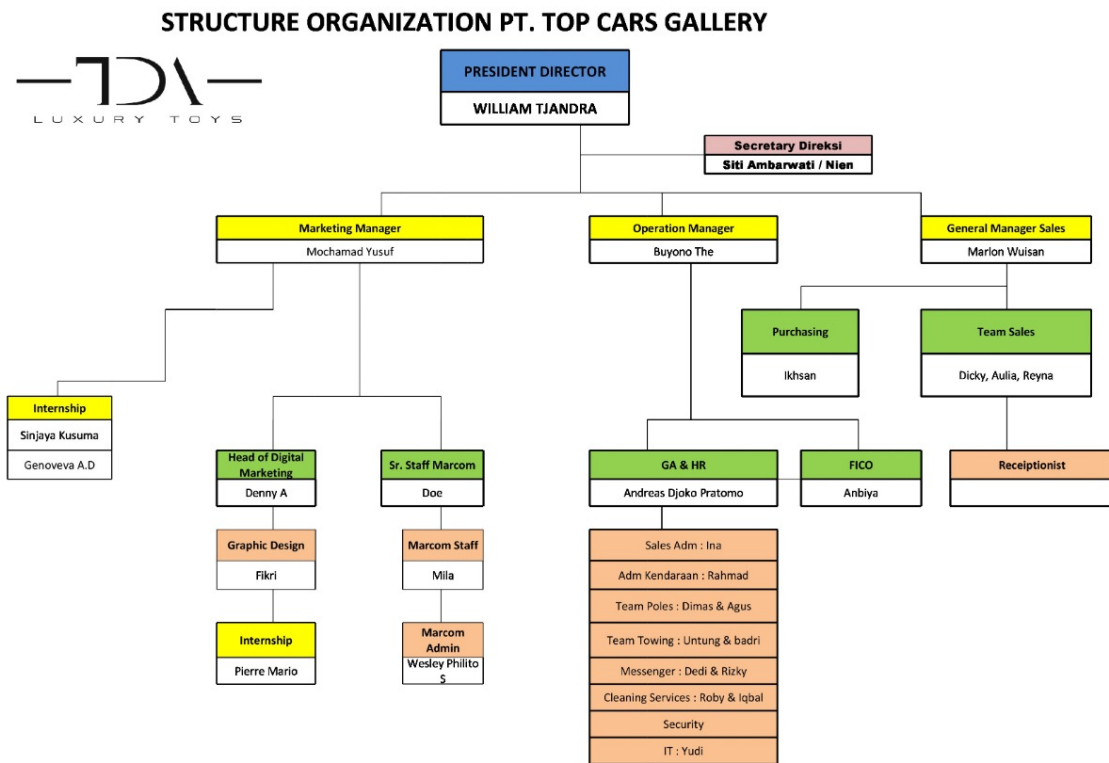 STRUCTURE ORGANIZATION PT. TOP CARS GALLERY
TDA
LUXURY TOYS
PRESIDENT DIRECTOR
WILLIAM TJANDRA
Secretary Direksi
Siti Ambarwati / Nien
Marketing Manager
Mochamad Yusuf
Operation Manager
Buyono The
General Manager Sales
Marlon Wuisan
Purchasing
Ikhsan
Team Sales
Dicky, Aulia, Reyna
Internship
Sinjaya Kusuma
Genoveva A.D
Head of Digital
Marketing
Denny A
Sr. Staff Marcom
Doe
GA & HR
Andreas Djoko Pratomo
FICO
Anbiya
Receiptionist
Graphic Design
Fikri
Marcom Staff
Mila
Internship
Pierre Mario
Marcom
Admin
Wesley Philito
S
Sales Adm : Ina
Adm Kendaraan : Rahmad
Team Poles : Dimas & Agus
Team Towing : Untung & badri
Messenger : Dedi & Rizky
Cleaning Services : Roby & Iqbal
Security
IT : Yudi